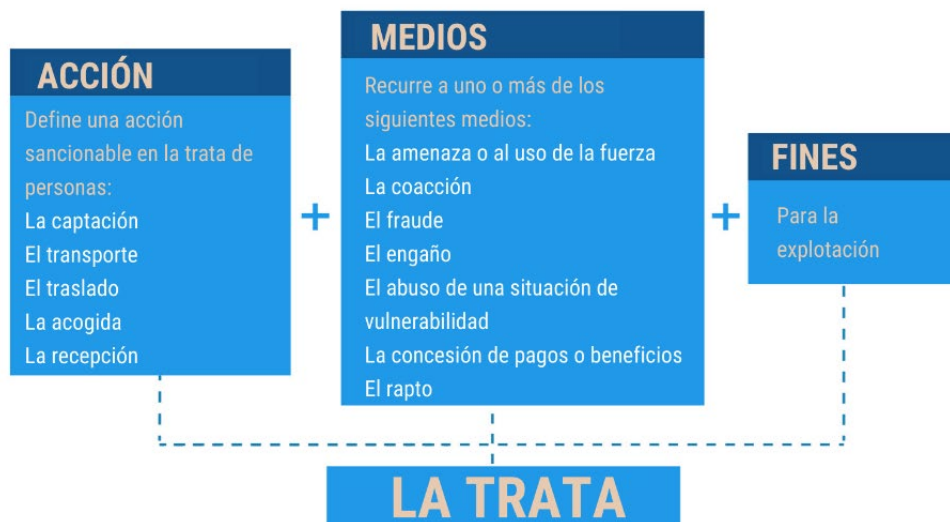 ACCIÓN
Define una acción
sancionable en la trata de
personas:
La captación
El transporte
El traslado
La acogida
La recepción
+
MEDIOS
Recurre a uno o más de los
siguientes medios:
La amenaza o al uso de la fuerza
La coacción
El fraude
El engaño
El abuso de una situación de
vulnerabilidad
La concesión de pagos o beneficios
El rapto
+
FINES
Para la
explotación
LA TRATA